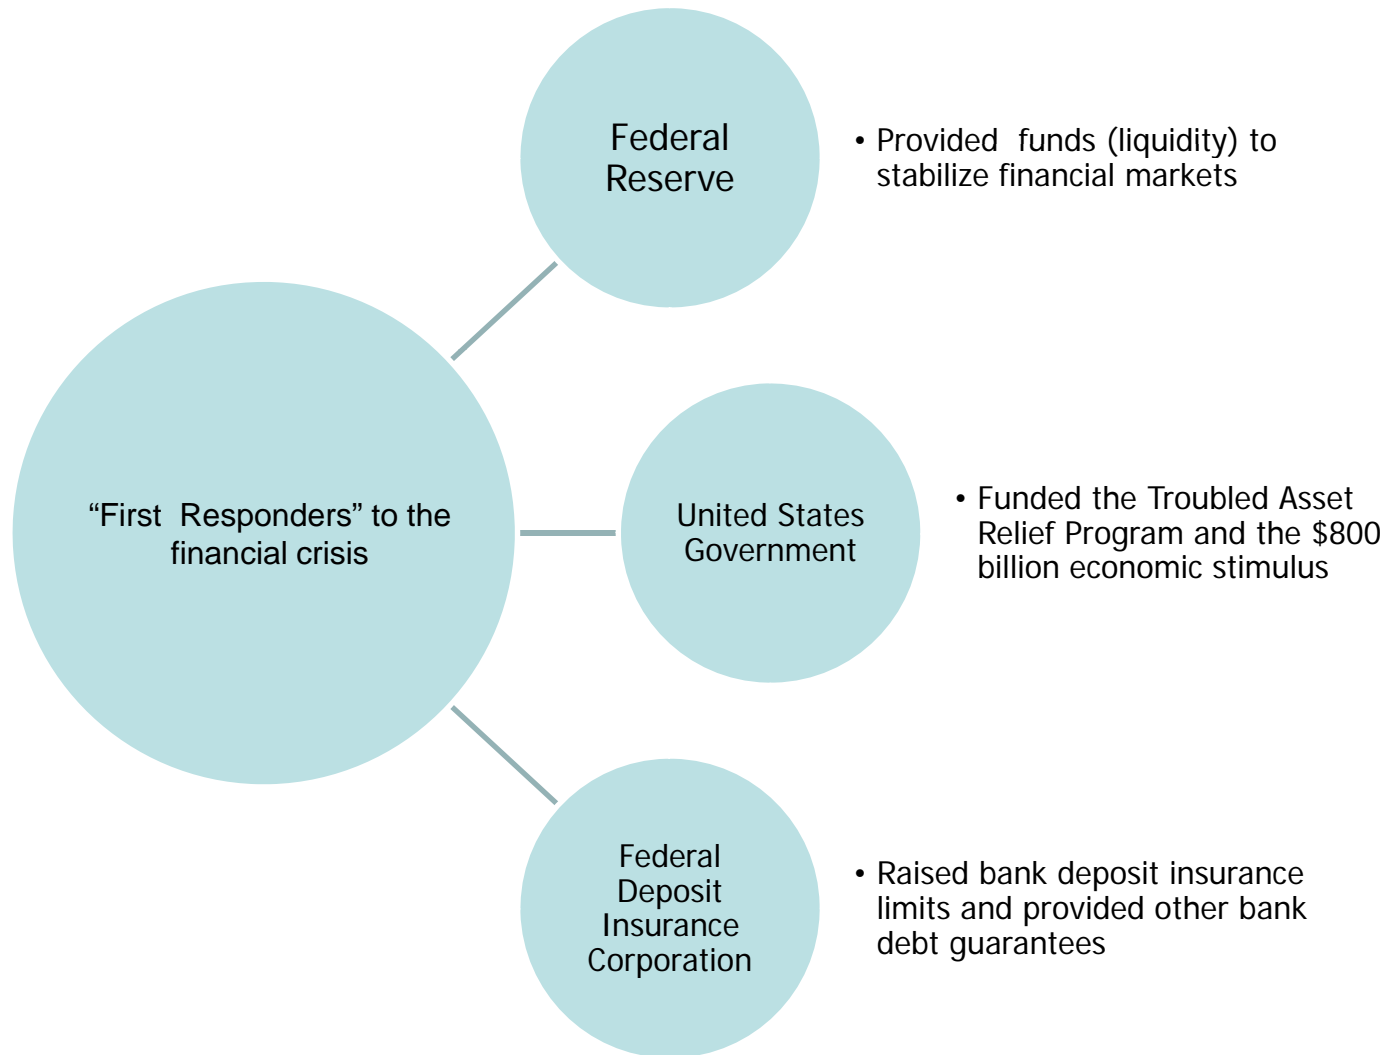 Federal
Reserve
• Provided  funds (liquidity) to
stabilize financial markets
“First  Responders” to the
financial crisis
United States
Government
• Funded the Troubled Asset
Relief Program and the $800
billion economic stimulus
Federal
Deposit
Insurance
Corporation
• Raised bank deposit insurance
limits and provided other bank
debt guarantees